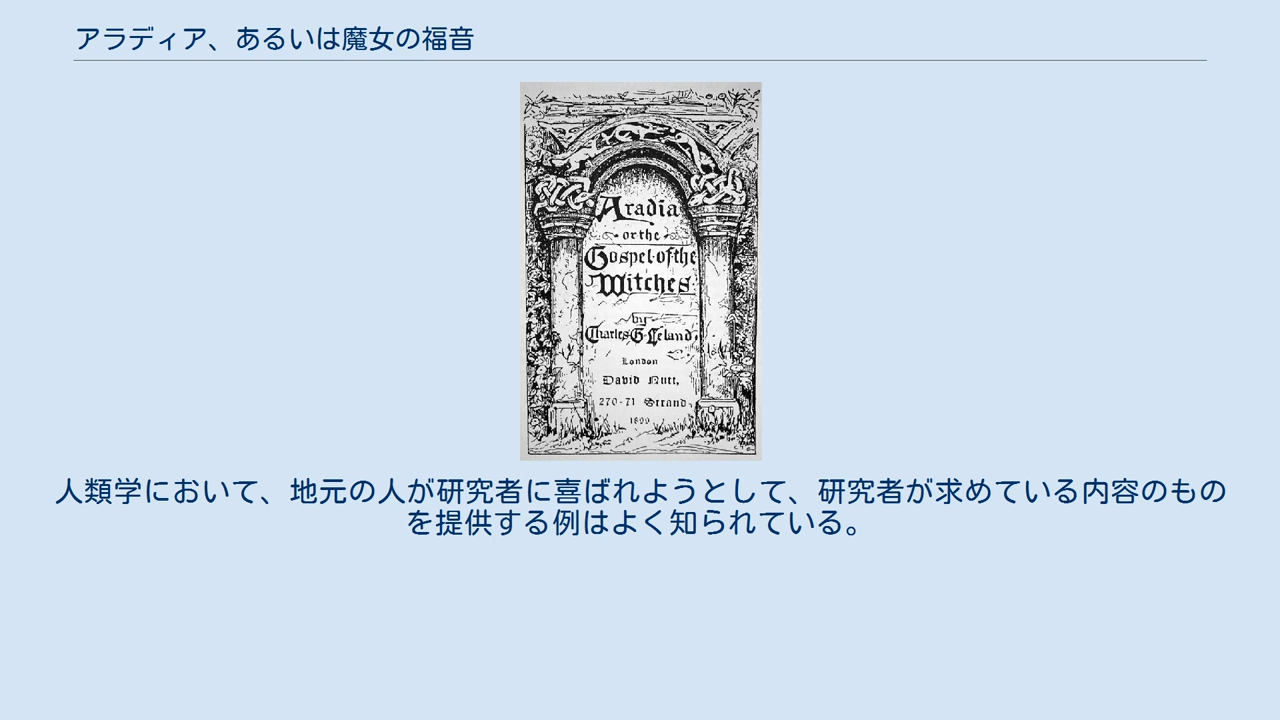 アラディア、あるいは魔女の福音
Aradia
or the
Gospel of the
Witches
by
Charles G. Leland.
London
David Nutt,
270-71 Strand.
1899
人類学において、地元の人が研究者に喜ばれようとして、研究者が求めている内容のもの
を提供する例はよく知られている。